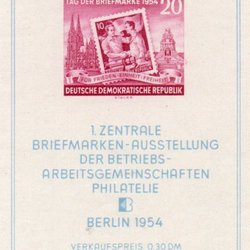 TAG DER BRIEFMARKE 1954
20
10
FÜR FRIEDEN·EINHEIT·FREIHEIT
DEUTSCHE DEMOKRATISCHE REPUBLIK
1. ZENTRALE
BRIEFMARKEN-AUSSTELLUNG
DER BETRIEBS-
ARBEITSGEMEINSCHAFTEN
PHILATELIE
BERLIN 1954
VERKAUFSPREIS 0.30 DM